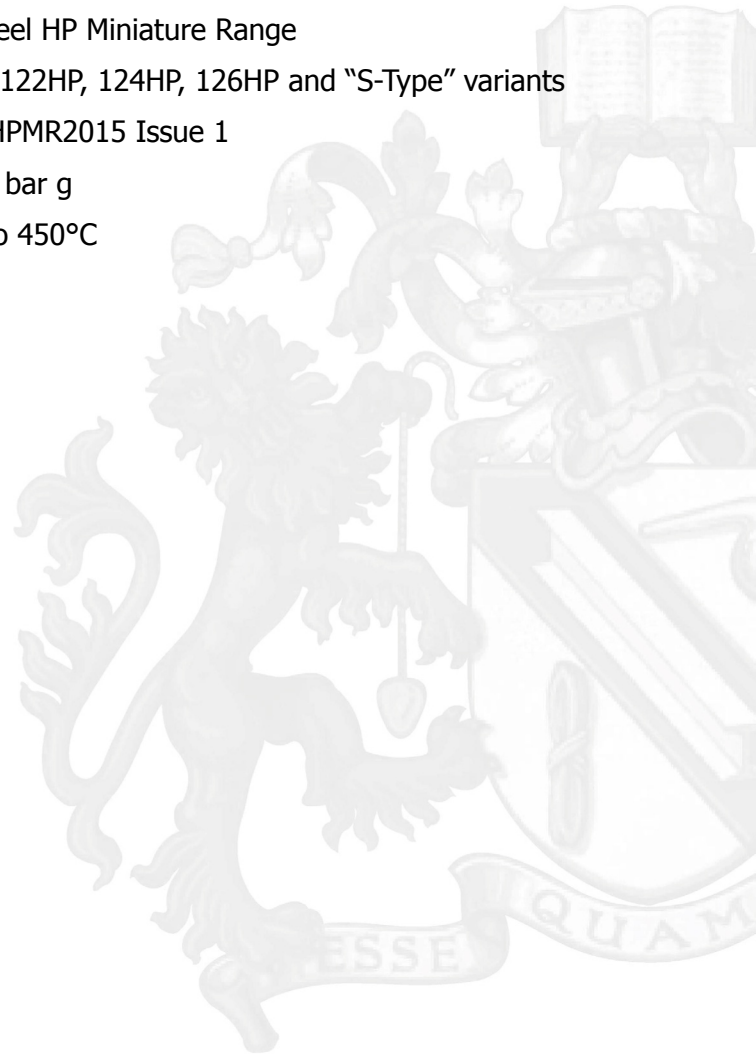 eel HP Miniature Range
122HP, 124HP, 126HP and “S-Type” variants
HPMR2015 Issue 1
bar g
o 450°C
ESSE
QUAM